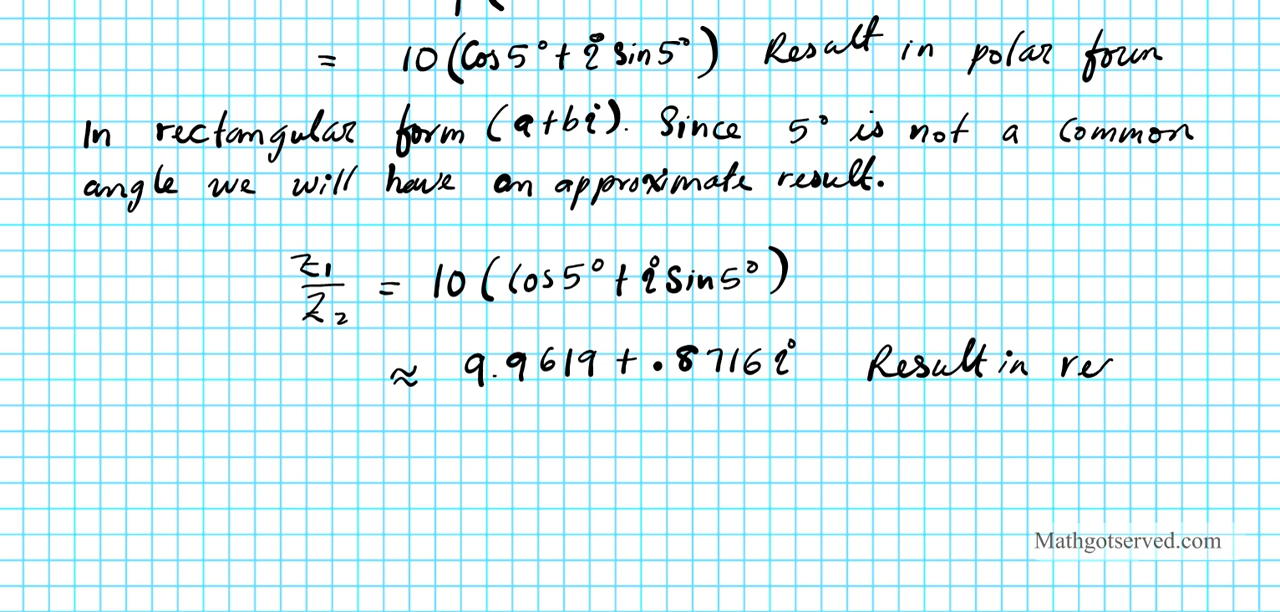 = 10 (Cos 5° + i Sin 5°) Result in polar form
In rectangular form (a+bi). Since 5° is not a common
angle we will have an approximate result.
z₁/z₂ = 10 (Cos 5° + i Sin 5°)
≈ 9.9619 + .8716 i Result in rec
Mathgotserved.com